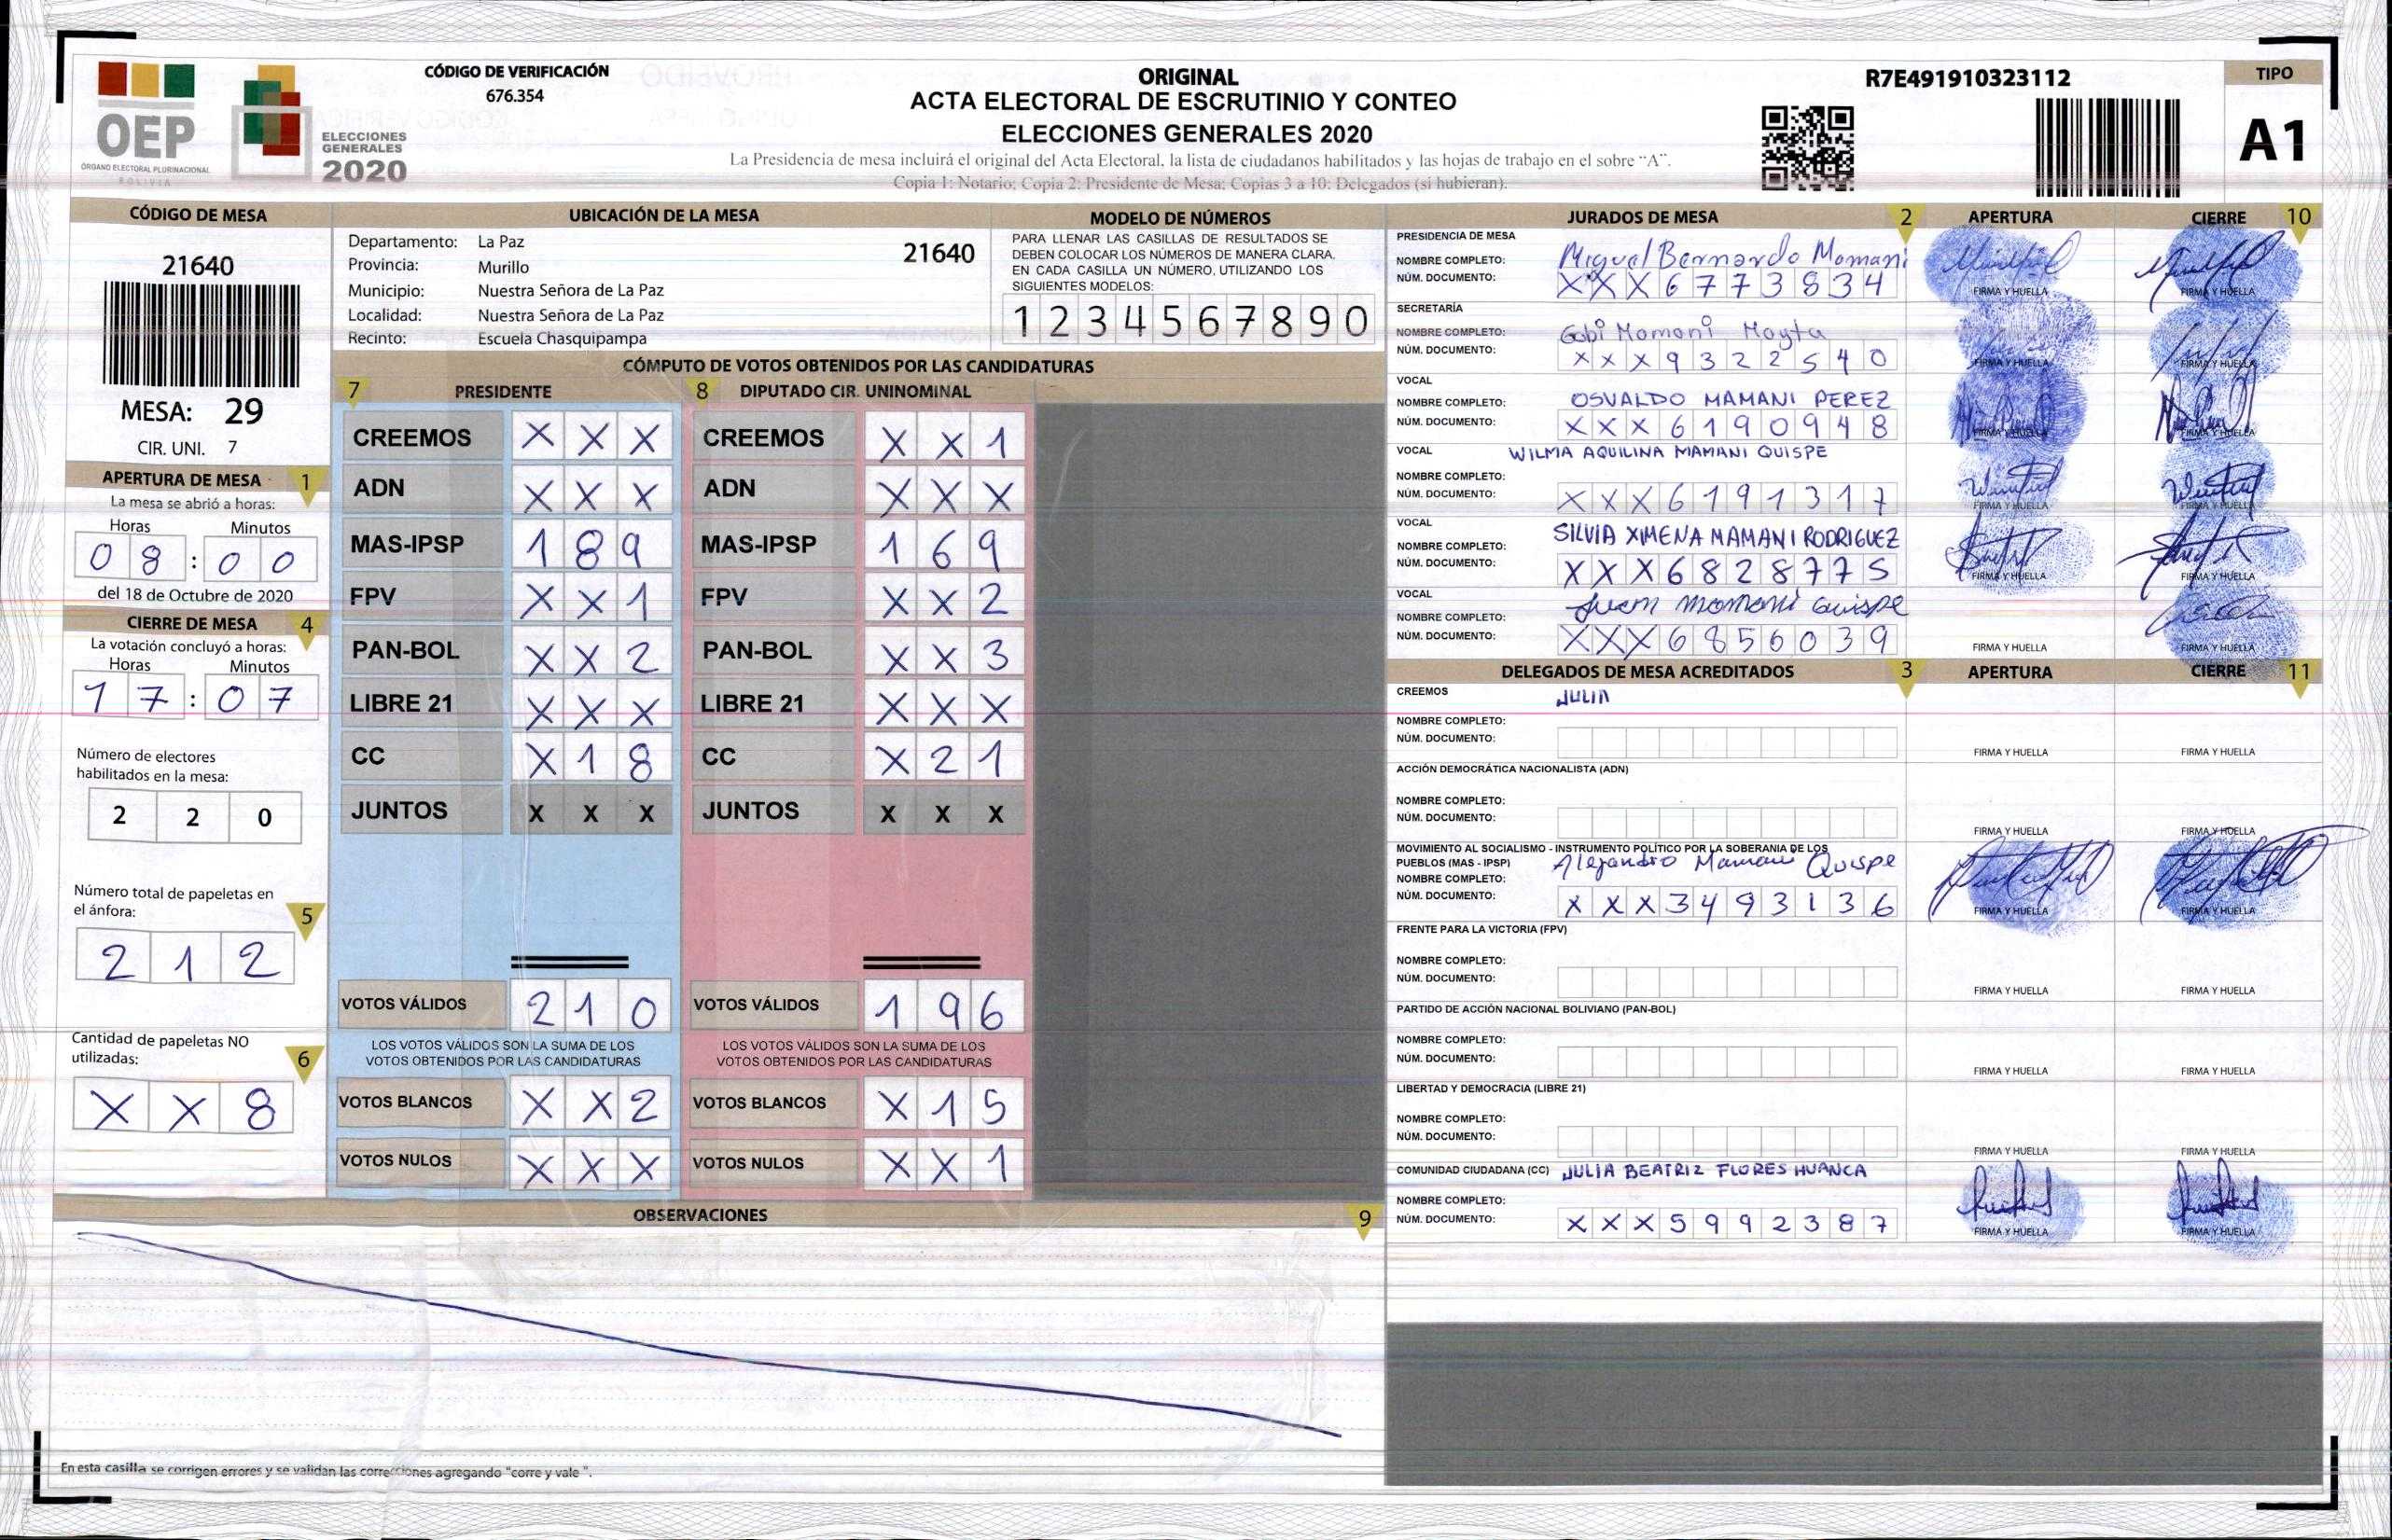 CÓDIGO DE VERIFICACIÓN
676.354
OEP
ÓRGANO ELECTORAL PLURINACIONAL
BOLIVIA
ELECCIONES
GENERALES
2020
ORIGINAL
ACTA ELECTORAL DE ESCRUTINIO Y CONTEO
ELECCIONES GENERALES 2020
La Presidencia de mesa incluirá el original del Acta Electoral, la lista de ciudadanos habilitados y las hojas de trabajo en el sobre “A”.
Copia 1: Notario; Copia 2: Presidente de Mesa; Copias 3 a 10: Delegados (si hubieran).
R7E491910323112
TIPO
A1
CÓDIGO DE MESA
21640
MESA: 29
CIR. UNI. 7
APERTURA DE MESA 1
La mesa se abrió a horas:
Horas Minutos
0 8 : 0 0
del 18 de Octubre de 2020
CIERRE DE MESA 4
La votación concluyó a horas:
Horas Minutos
1 7 : 0 7
Número de electores
habilitados en la mesa:
2 2 0
Número total de papeletas en
el ánfora: 5
2 1 2
Cantidad de papeletas NO
utilizadas: 6
X X 8
UBICACIÓN DE LA MESA
Departamento: La Paz 21640
Provincia: Murillo
Municipio: Nuestra Señora de La Paz
Localidad: Nuestra Señora de La Paz
Recinto: Escuela Chasquipampa
MODELO DE NÚMEROS
PARA LLENAR LAS CASILLAS DE RESULTADOS SE
DEBEN COLOCAR LOS NÚMEROS DE MANERA CLARA,
EN CADA CASILLA UN NÚMERO, UTILIZANDO LOS
SIGUIENTES MODELOS:
1 2 3 4 5 6 7 8 9 0
CÓMPUTO DE VOTOS OBTENIDOS POR LAS CANDIDATURAS
7 PRESIDENTE
CREEMOS X X X
ADN X X X
MAS-IPSP 1 8 9
FPV X X 1
PAN-BOL X X 2
LIBRE 21 X X X
CC X 1 8
JUNTOS X X X
VOTOS VÁLIDOS 2 1 0
LOS VOTOS VÁLIDOS SON LA SUMA DE LOS
VOTOS OBTENIDOS POR LAS CANDIDATURAS
VOTOS BLANCOS X X 2
VOTOS NULOS X X X
8 DIPUTADO CIR. UNINOMINAL
CREEMOS X X 1
ADN X X X
MAS-IPSP 1 6 9
FPV X X 2
PAN-BOL X X 3
LIBRE 21 X X X
CC X 2 1
JUNTOS X X X
VOTOS VÁLIDOS 1 9 6
LOS VOTOS VÁLIDOS SON LA SUMA DE LOS
VOTOS OBTENIDOS POR LAS CANDIDATURAS
VOTOS BLANCOS X 1 5
VOTOS NULOS X X 1
OBSERVACIONES 9
En esta casilla se corrigen errores y se validan las correcciones agregando "corre y vale ".
JURADOS DE MESA 2 APERTURA CIERRE 10
PRESIDENCIA DE MESA
NOMBRE COMPLETO: Miguel Bernardo Mamani
NÚM. DOCUMENTO: X X X 6 7 7 3 8 3 4
FIRMA Y HUELLA FIRMA Y HUELLA
SECRETARÍA
NOMBRE COMPLETO: Gabi Mamani Mayta
NÚM. DOCUMENTO: X X X 9 3 2 2 5 4 0
FIRMA Y HUELLA FIRMA Y HUELLA
VOCAL
NOMBRE COMPLETO: OSVALDO MAMANI PEREZ
NÚM. DOCUMENTO: X X X 6 1 9 0 9 4 8
FIRMA Y HUELLA FIRMA Y HUELLA
VOCAL WILMA AQUILINA MAMANI QUISPE
NOMBRE COMPLETO:
NÚM. DOCUMENTO: X X X 6 1 9 1 3 1 7
FIRMA Y HUELLA FIRMA Y HUELLA
VOCAL
NOMBRE COMPLETO: SILVIA XIMENA MAMANI RODRIGUEZ
NÚM. DOCUMENTO: X X X 6 8 2 8 7 7 5
FIRMA Y HUELLA FIRMA Y HUELLA
VOCAL Juan mamani Quispe
NOMBRE COMPLETO:
NÚM. DOCUMENTO: X X X 6 8 5 6 0 3 9
FIRMA Y HUELLA FIRMA Y HUELLA
DELEGADOS DE MESA ACREDITADOS 3 APERTURA CIERRE 11
CREEMOS JULIA
NOMBRE COMPLETO:
NÚM. DOCUMENTO:
FIRMA Y HUELLA FIRMA Y HUELLA
ACCIÓN DEMOCRÁTICA NACIONALISTA (ADN)
NOMBRE COMPLETO:
NÚM. DOCUMENTO:
FIRMA Y HUELLA FIRMA Y HUELLA
MOVIMIENTO AL SOCIALISMO - INSTRUMENTO POLÍTICO POR LA SOBERANIA DE LOS
PUEBLOS (MAS - IPSP) Alejandro Mamani Quispe
NOMBRE COMPLETO:
NÚM. DOCUMENTO: X X X 3 4 9 3 1 3 6
FIRMA Y HUELLA FIRMA Y HUELLA
FRENTE PARA LA VICTORIA (FPV)
NOMBRE COMPLETO:
NÚM. DOCUMENTO:
FIRMA Y HUELLA FIRMA Y HUELLA
PARTIDO DE ACCIÓN NACIONAL BOLIVIANO (PAN-BOL)
NOMBRE COMPLETO:
NÚM. DOCUMENTO:
FIRMA Y HUELLA FIRMA Y HUELLA
LIBERTAD Y DEMOCRACIA (LIBRE 21)
NOMBRE COMPLETO:
NÚM. DOCUMENTO:
FIRMA Y HUELLA FIRMA Y HUELLA
COMUNIDAD CIUDADANA (CC) JULIA BEATRIZ FLORES HUANCA
NOMBRE COMPLETO:
NÚM. DOCUMENTO: X X X 5 9 9 2 3 8 7
FIRMA Y HUELLA FIRMA Y HUELLA